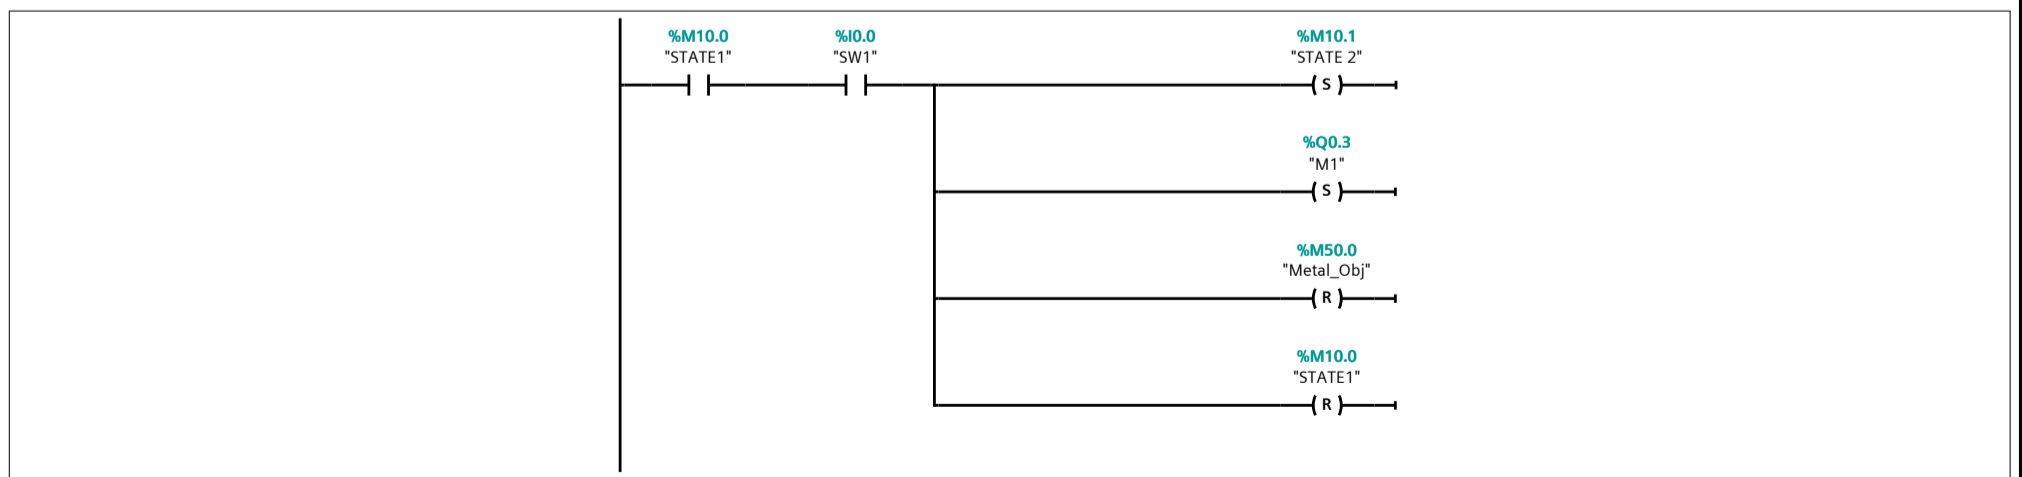 %M10.0
"STATE1"
%I0.0
"SW1"
%M10.1
"STATE 2"
S
%Q0.3
"M1"
S
%M50.0
"Metal_Obj"
R
%M10.0
"STATE1"
R